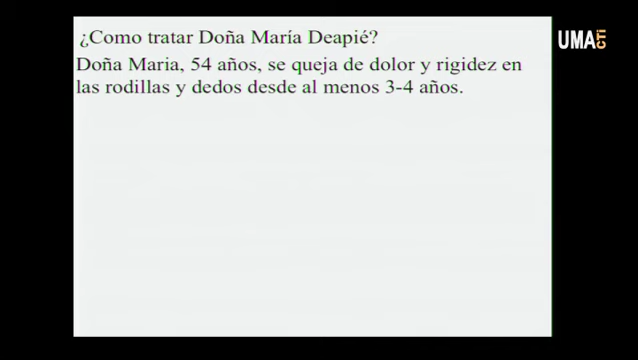 ¿Como tratar Doña María Deapié?
Doña Maria, 54 años, se queja de dolor y rigidez en
las rodillas y dedos desde al menos 3-4 años.
UMA CTI